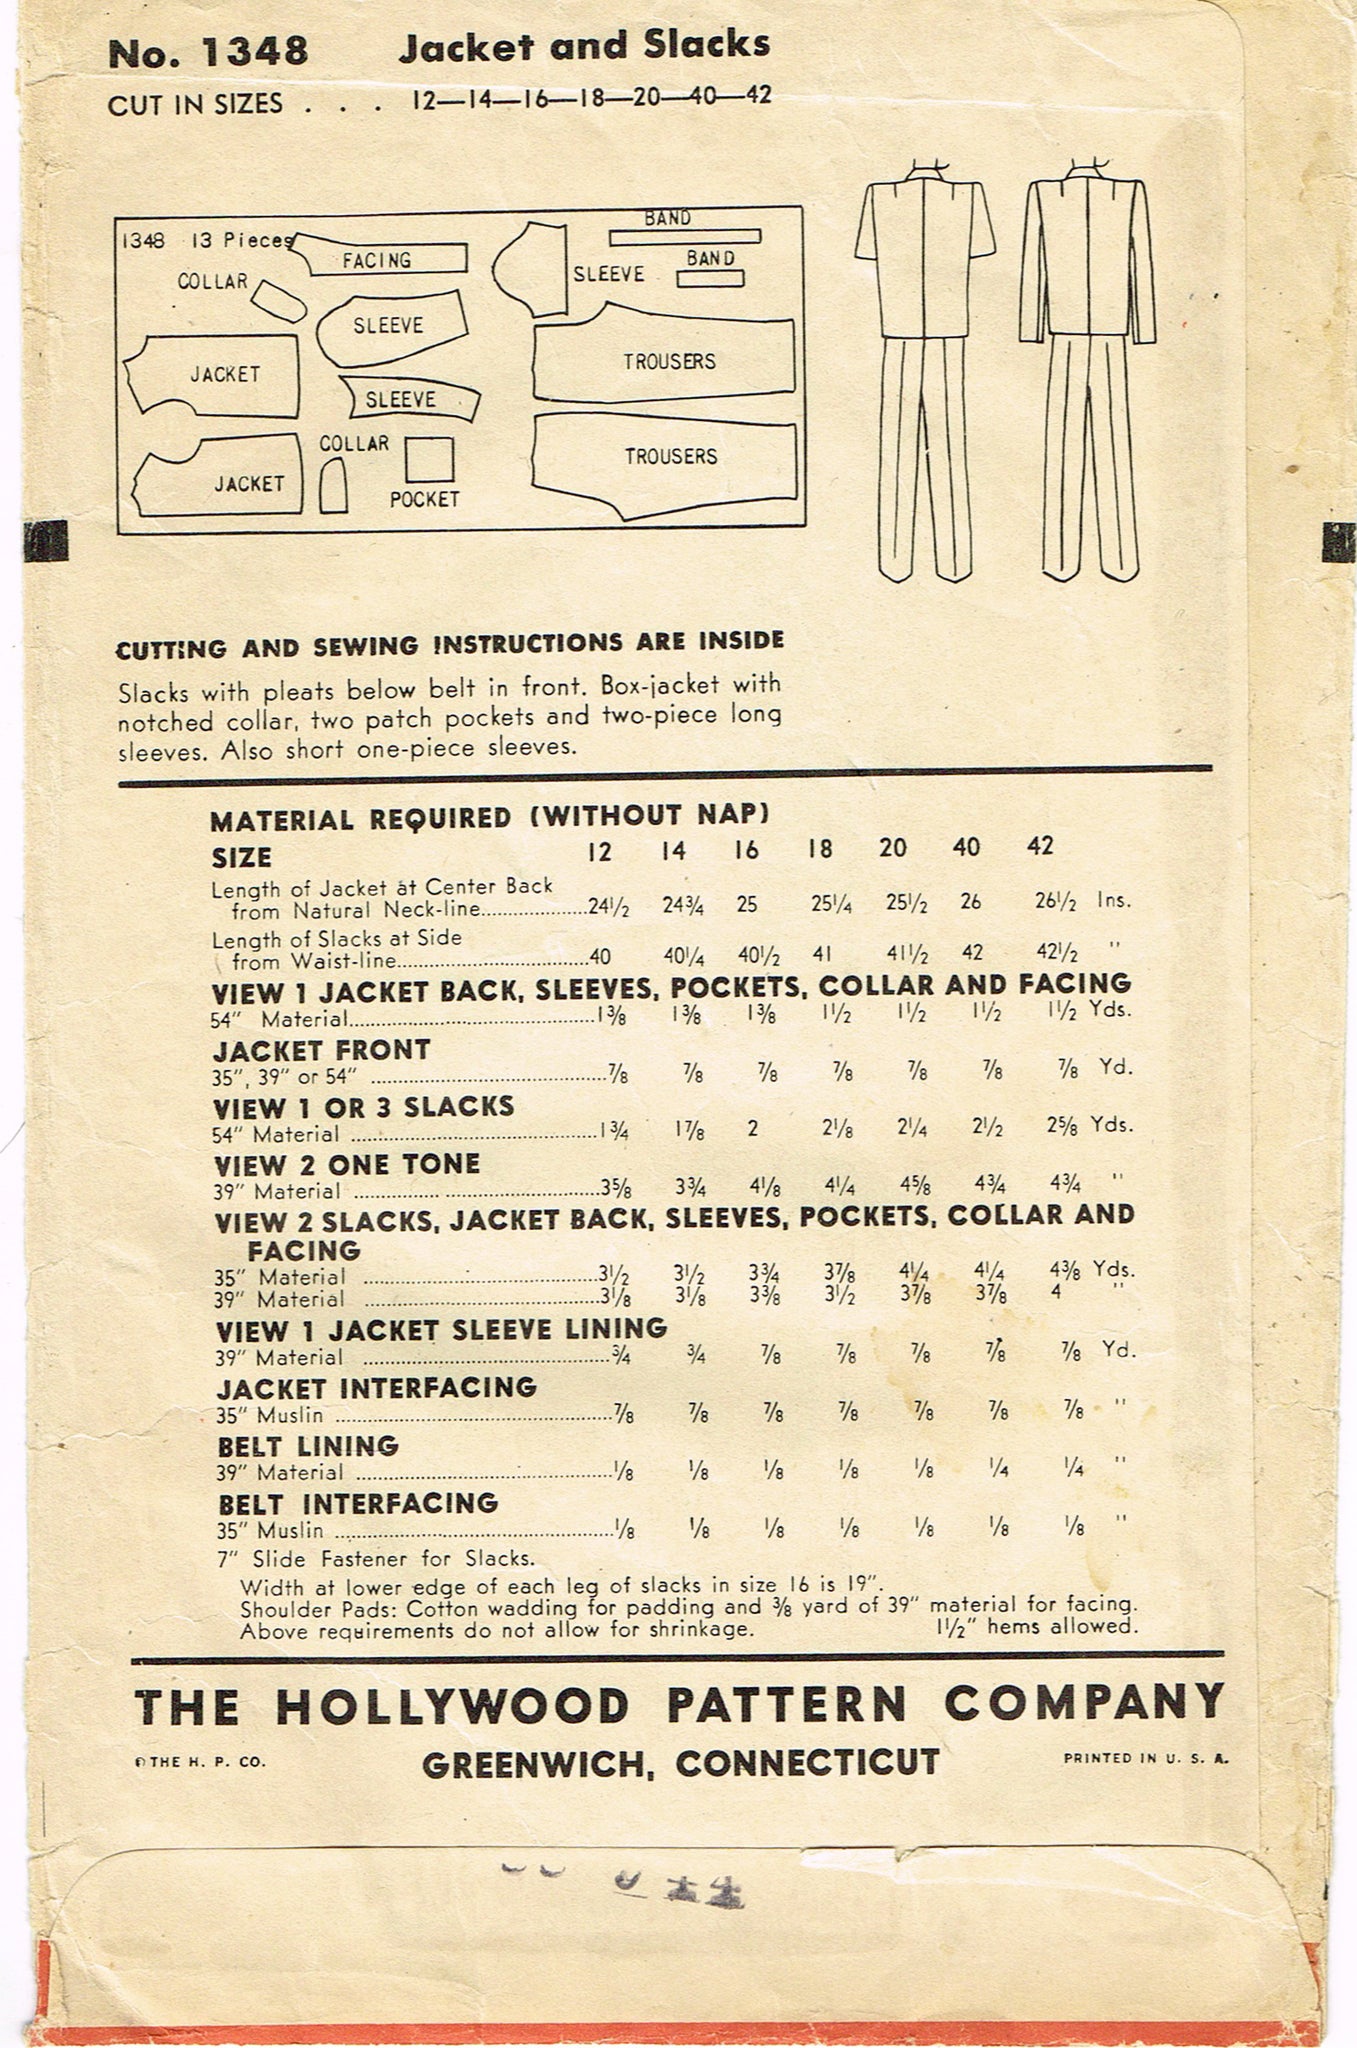 No. 1348 Jacket and Slacks
CUT IN SIZES . . . 12—14—16—18—20—40—42
1348 13 Pieces
FACING
COLLAR
SLEEVE
JACKET
SLEEVE
COLLAR
JACKET
POCKET
BAND
BAND
SLEEVE
TROUSERS
TROUSERS
CUTTING AND SEWING INSTRUCTIONS ARE INSIDE
Slacks with pleats below belt in front. Box-jacket with
notched collar, two patch pockets and two-piece long
sleeves. Also short one-piece sleeves.
MATERIAL REQUIRED (WITHOUT NAP)
SIZE 12 14 16 18 20 40 42
Length of Jacket at Center Back
from Natural Neck-line....................24½ 24¾ 25 25¼ 25½ 26 26½ Ins.
Length of Slacks at Side
from Waist-line....................40 40¼ 40½ 41 41½ 42 42½ "
VIEW 1 JACKET BACK, SLEEVES, POCKETS, COLLAR AND FACING
54" Material....................1⅜ 1⅜ 1⅜ 1½ 1½ 1½ 1½ Yds.
JACKET FRONT
35", 39" or 54" ....................⅞ ⅞ ⅞ ⅞ ⅞ ⅞ ⅞ Yd.
VIEW 1 OR 3 SLACKS
54" Material ....................1¾ 1⅞ 2 2⅛ 2¼ 2½ 2⅝ Yds.
VIEW 2 ONE TONE
39" Material ....................3⅝ 3¾ 4⅛ 4¼ 4⅝ 4¾ 4¾ "
VIEW 2 SLACKS, JACKET BACK, SLEEVES, POCKETS, COLLAR AND
FACING
35" Material ....................3½ 3½ 3¾ 3⅞ 4¼ 4¼ 4⅜ Yds.
39" Material ....................3⅛ 3⅛ 3⅜ 3½ 3⅞ 3⅞ 4 "
VIEW 1 JACKET SLEEVE LINING
39" Material ....................¾ ¾ ⅞ ⅞ ⅞ ⅞ ⅞ Yd.
JACKET INTERFACING
35" Muslin ....................⅞ ⅞ ⅞ ⅞ ⅞ ⅞ ⅞ "
BELT LINING
39" Material ....................⅛ ⅛ ⅛ ⅛ ⅛ ¼ ¼ "
BELT INTERFACING
35" Muslin ....................⅛ ⅛ ⅛ ⅛ ⅛ ⅛ ⅛ "
7" Slide Fastener for Slacks.
Width at lower edge of each leg of slacks in size 16 is 19".
Shoulder Pads: Cotton wadding for padding and ⅜ yard of 39" material for facing.
Above requirements do not allow for shrinkage. 1½" hems allowed.
THE HOLLYWOOD PATTERN COMPANY
© THE H. P. CO. GREENWICH, CONNECTICUT PRINTED IN U. S. A.